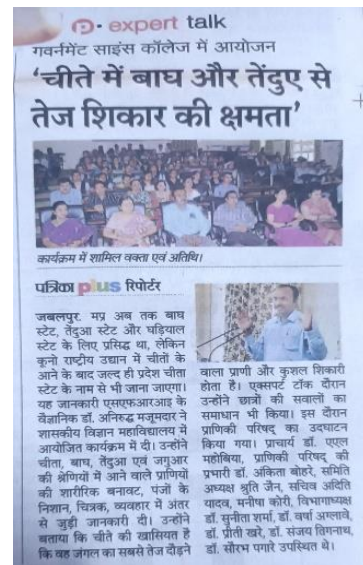 p. expert talk
गवर्नमेंट साइंस कॉलेज में आयोजन
‘चीते में बाघ और तेंदुए से
तेज शिकार की क्षमता’
कार्यक्रम में शामिल वक्ता एवं अतिथि।
पत्रिका plus रिपोर्टर
जबलपुर. मप्र अब तक बाघ
स्टेट, तेंदुआ स्टेट और घड़ियाल
स्टेट के लिए प्रसिद्ध था, लेकिन
कूनो राष्ट्रीय उद्यान में चीतों के
आने के बाद जल्द ही प्रदेश चीता
स्टेट के नाम से भी जाना जाएगा।
यह जानकारी एसएफआरआइ के
वैज्ञानिक डॉ. अनिरुद्ध मजूमदार ने
शासकीय विज्ञान महाविद्यालय में
आयोजित कार्यक्रम में दी। उन्होंने
चीता, बाघ, तेंदुआ एवं जगुआर
की श्रेणियों में आने वाले प्राणियों
की शारीरिक बनावट, पंजों के
निशान, चित्रक, व्यवहार में अंतर
से जुड़ी जानकारी दी। उन्होंने
बताया कि चीते की खासियत है
कि वह जंगल का सबसे तेज दौड़ने
वाला प्राणी और कुशल शिकारी
होता है। एक्सपर्ट टॉक दौरान
उन्होंने छात्रों की सवालों का
समाधान भी किया। इस दौरान
प्राणिकी परिषद् का उदघाटन
किया गया। प्राचार्य डॉ. एएल
महोबिया, प्राणिकी परिषद् की
प्रभारी डॉ. अंकिता बोहरे, समिति
अध्यक्ष श्रुति जैन, सचिव अदिति
यादव, मनीषा कोरी, विभागाध्यक्ष
डॉ. सुनीता शर्मा, डॉ. वर्षा अग्लावे,
डॉ. प्रीती खरे, डॉ. संजय तिगनाथ,
डॉ. सौरभ पगारे उपस्थित थे।